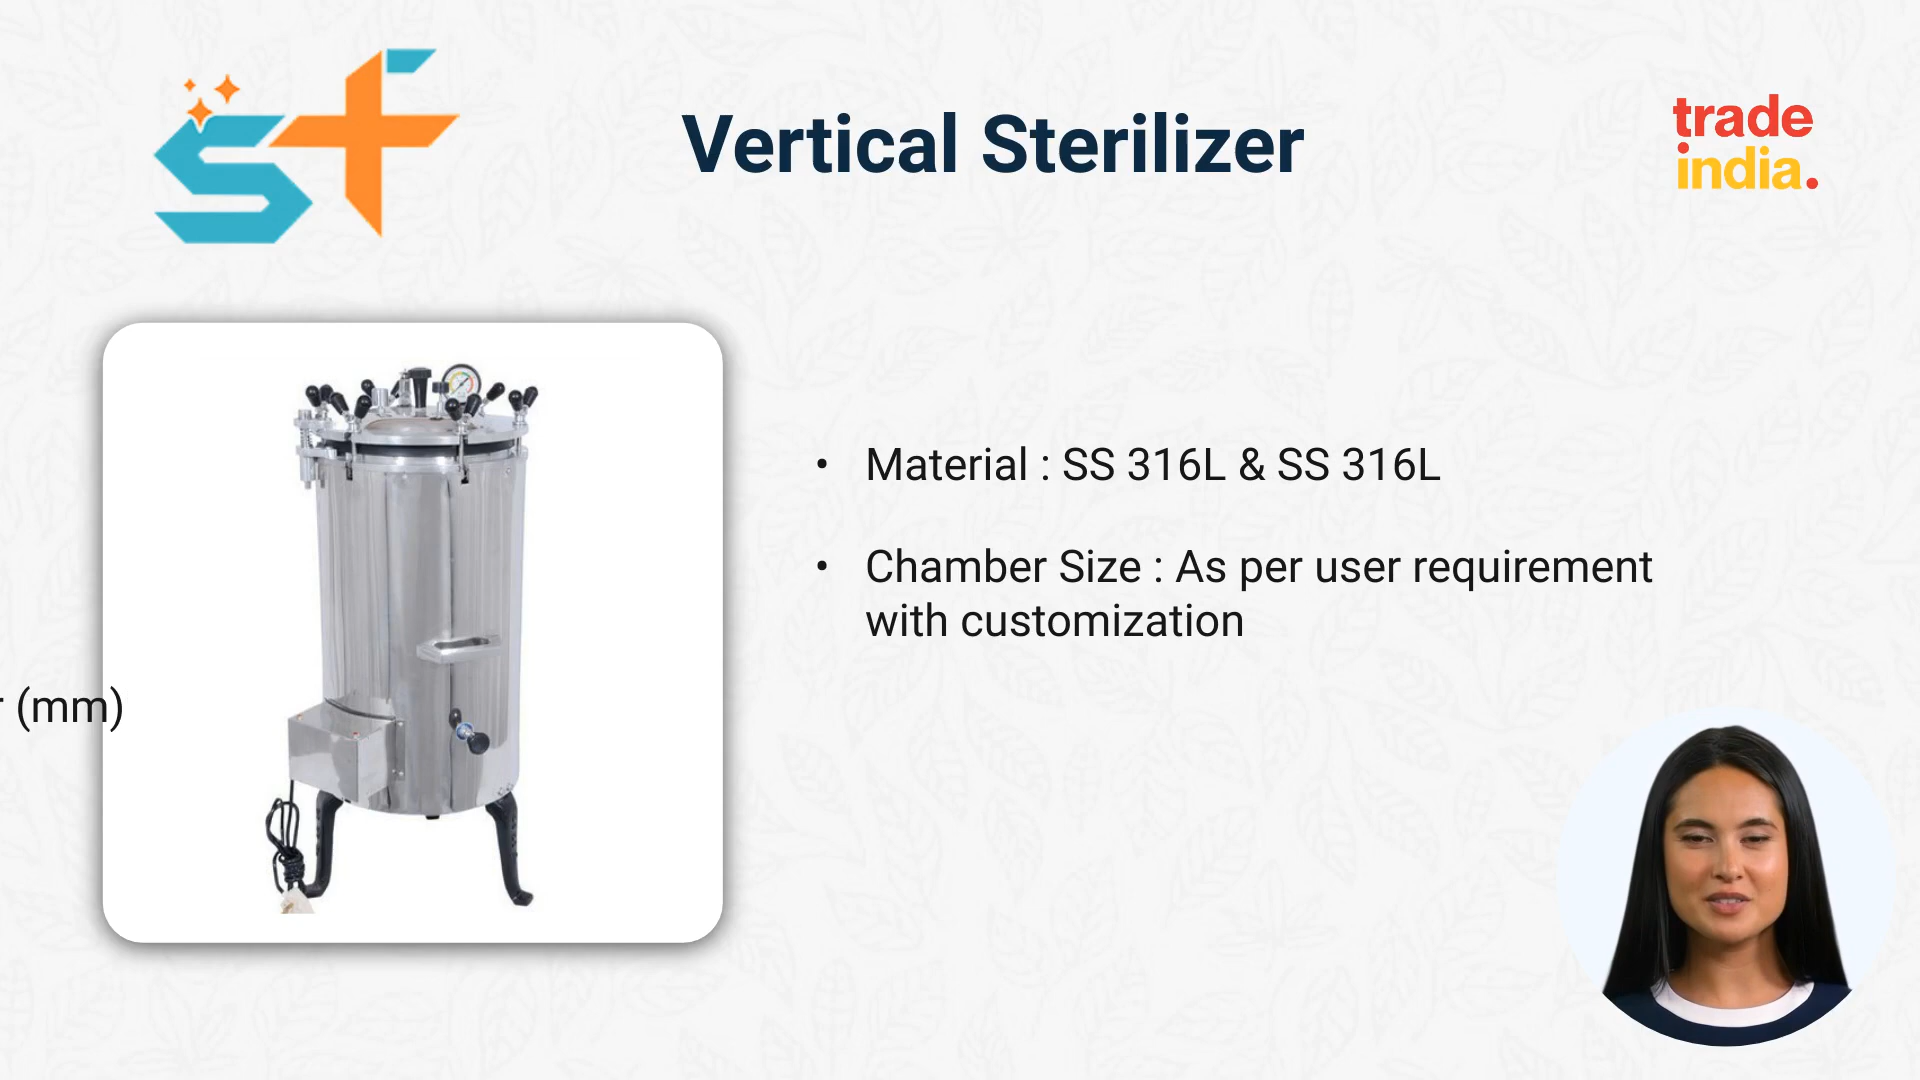 Vertical Sterilizer
trade
india.
• Material : SS 316L & SS 316L
• Chamber Size : As per user requirement
with customization
(mm)